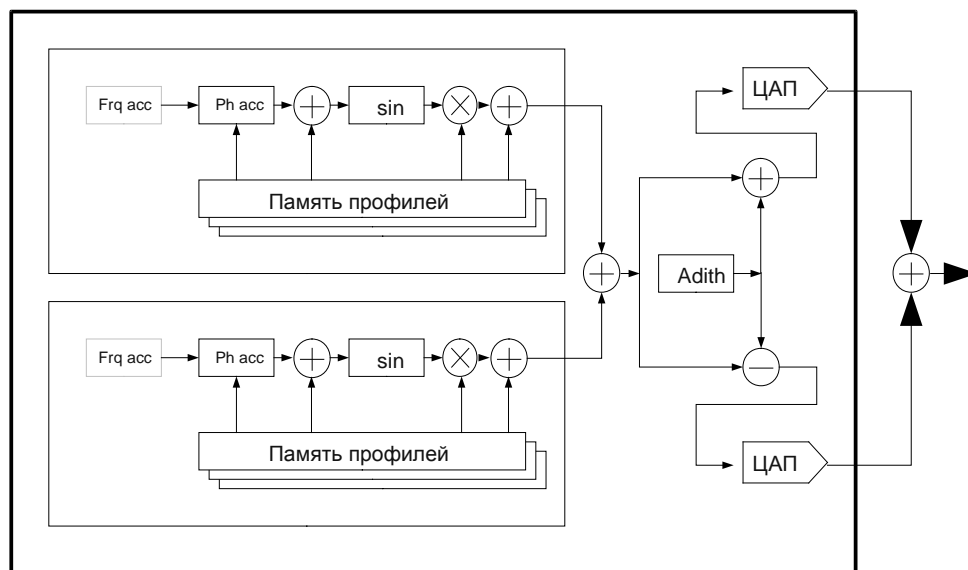 ЦАП
Frq acc
Ph acc
sin
Память профилей
Adith
Frq acc
Ph acc
sin
Память профилей
ЦАП